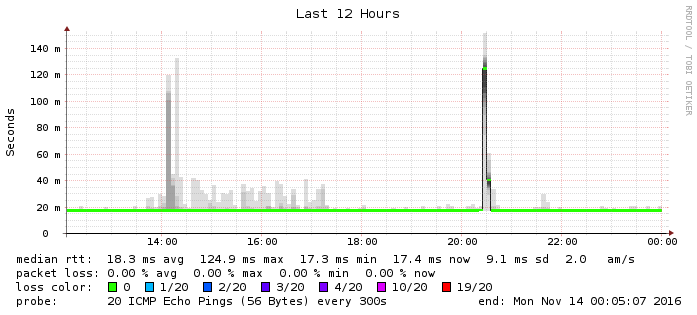 Last 12 Hours
RRDTOOL / TOBI OETIKER
Seconds
140 m
120 m
100 m
80 m
60 m
40 m
20 m
0
14:00 16:00 18:00 20:00 22:00 00:00
median rtt: 18.3 ms avg 124.9 ms max 17.3 ms min 17.4 ms now 9.1 ms sd 2.0 am/s
packet loss: 0.00 % avg 0.00 % max 0.00 % min 0.00 % now
loss color: 0 1/20 2/20 3/20 4/20 10/20 19/20
probe: 20 ICMP Echo Pings (56 Bytes) every 300s end: Mon Nov 14 00:05:07 2016